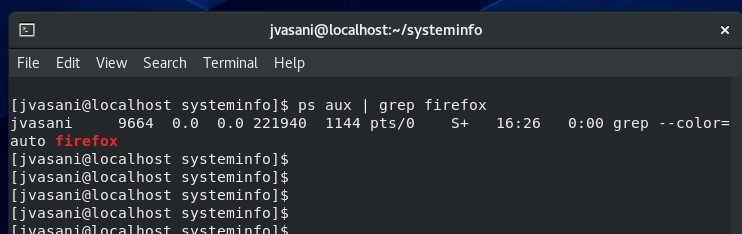 jvasani@localhost:~/systeminfo
File Edit View Search Terminal Help
[jvasani@localhost systeminfo]$ ps aux | grep firefox
jvasani     9664  0.0  0.0 221940  1144 pts/0    S+   16:26   0:00 grep --color=
auto firefox
[jvasani@localhost systeminfo]$
[jvasani@localhost systeminfo]$
[jvasani@localhost systeminfo]$
[jvasani@localhost systeminfo]$
[jvasani@localhost systeminfo]$